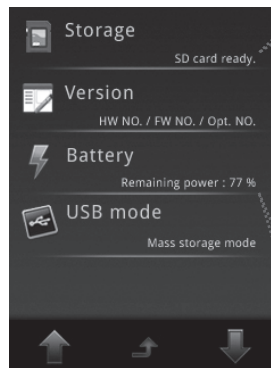 Storage
SD card ready.
Version
HW NO. / FW NO. / Opt. NO.
Battery
Remaining power : 77 %
USB mode
Mass storage mode